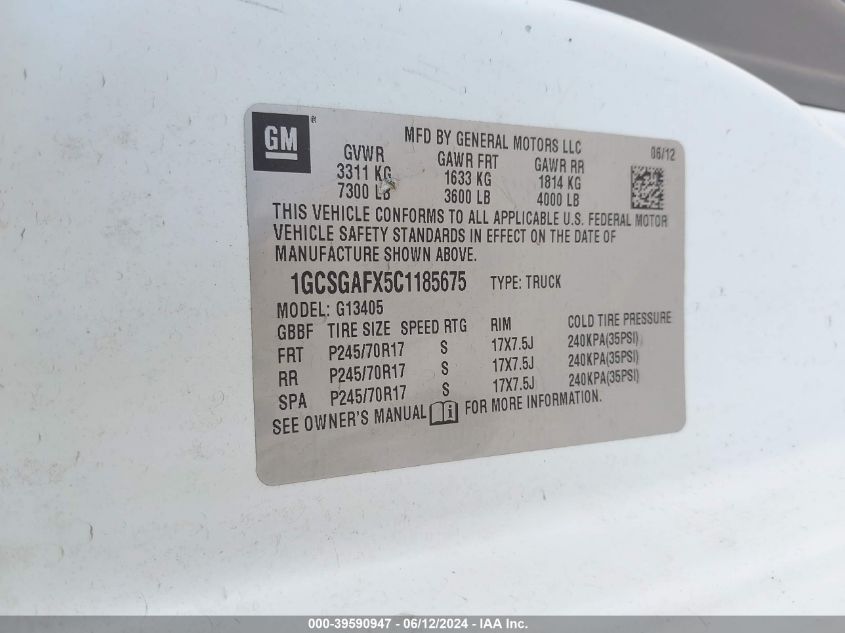 GM ®
MFD BY GENERAL MOTORS LLC 06/12
GVWR GAWR FRT GAWR RR
3311 KG 1633 KG 1814 KG
7300 LB 3600 LB 4000 LB
THIS VEHICLE CONFORMS TO ALL APPLICABLE U.S. FEDERAL MOTOR
VEHICLE SAFETY STANDARDS IN EFFECT ON THE DATE OF
MANUFACTURE SHOWN ABOVE.
1GCSGAFX5C1185675 TYPE: TRUCK
MODEL: G13405
GBBF TIRE SIZE SPEED RTG RIM COLD TIRE PRESSURE
FRT P245/70R17 S 17X7.5J 240KPA(35PSI)
RR P245/70R17 S 17X7.5J 240KPA(35PSI)
SPA P245/70R17 S 17X7.5J 240KPA(35PSI)
SEE OWNER'S MANUAL i FOR MORE INFORMATION.
000-39590947 - 06/12/2024 - IAA Inc.